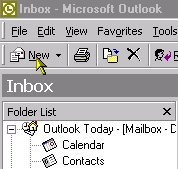 Inbox - Microsoft Outlook
File Edit View Favorites Tools
New
Inbox
Folder List
Outlook Today - [Mailbox - D
Calendar
Contacts